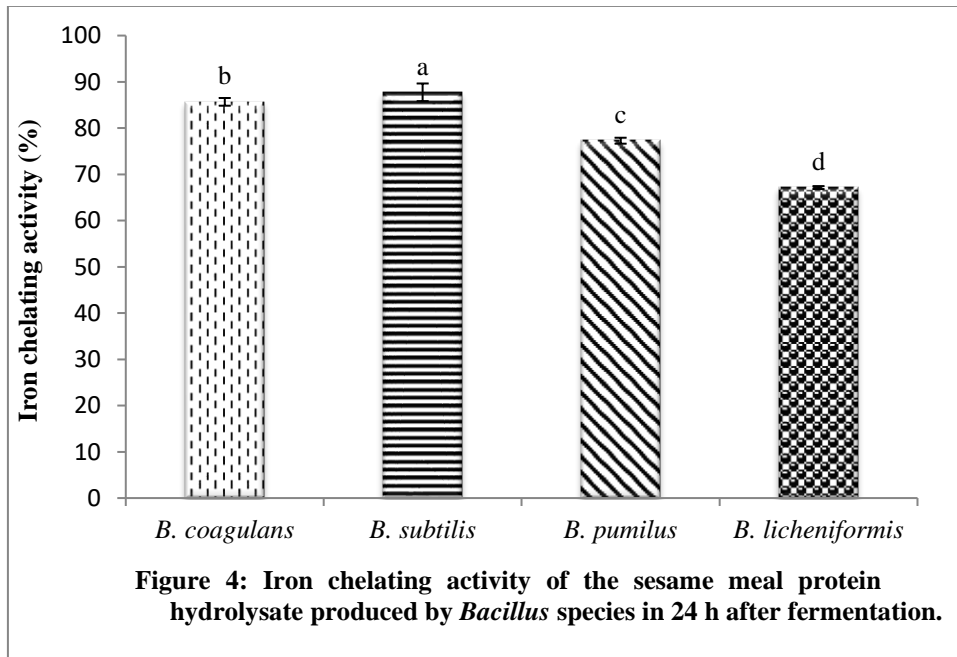 Iron chelating activity (%)
100
90
80
70
60
50
40
30
20
10
0
b
a
c
d
B. coagulans
B. subtilis
B. pumilus
B. licheniformis
Figure 4: Iron chelating activity of the sesame meal protein
hydrolysate produced by Bacillus species in 24 h after fermentation.